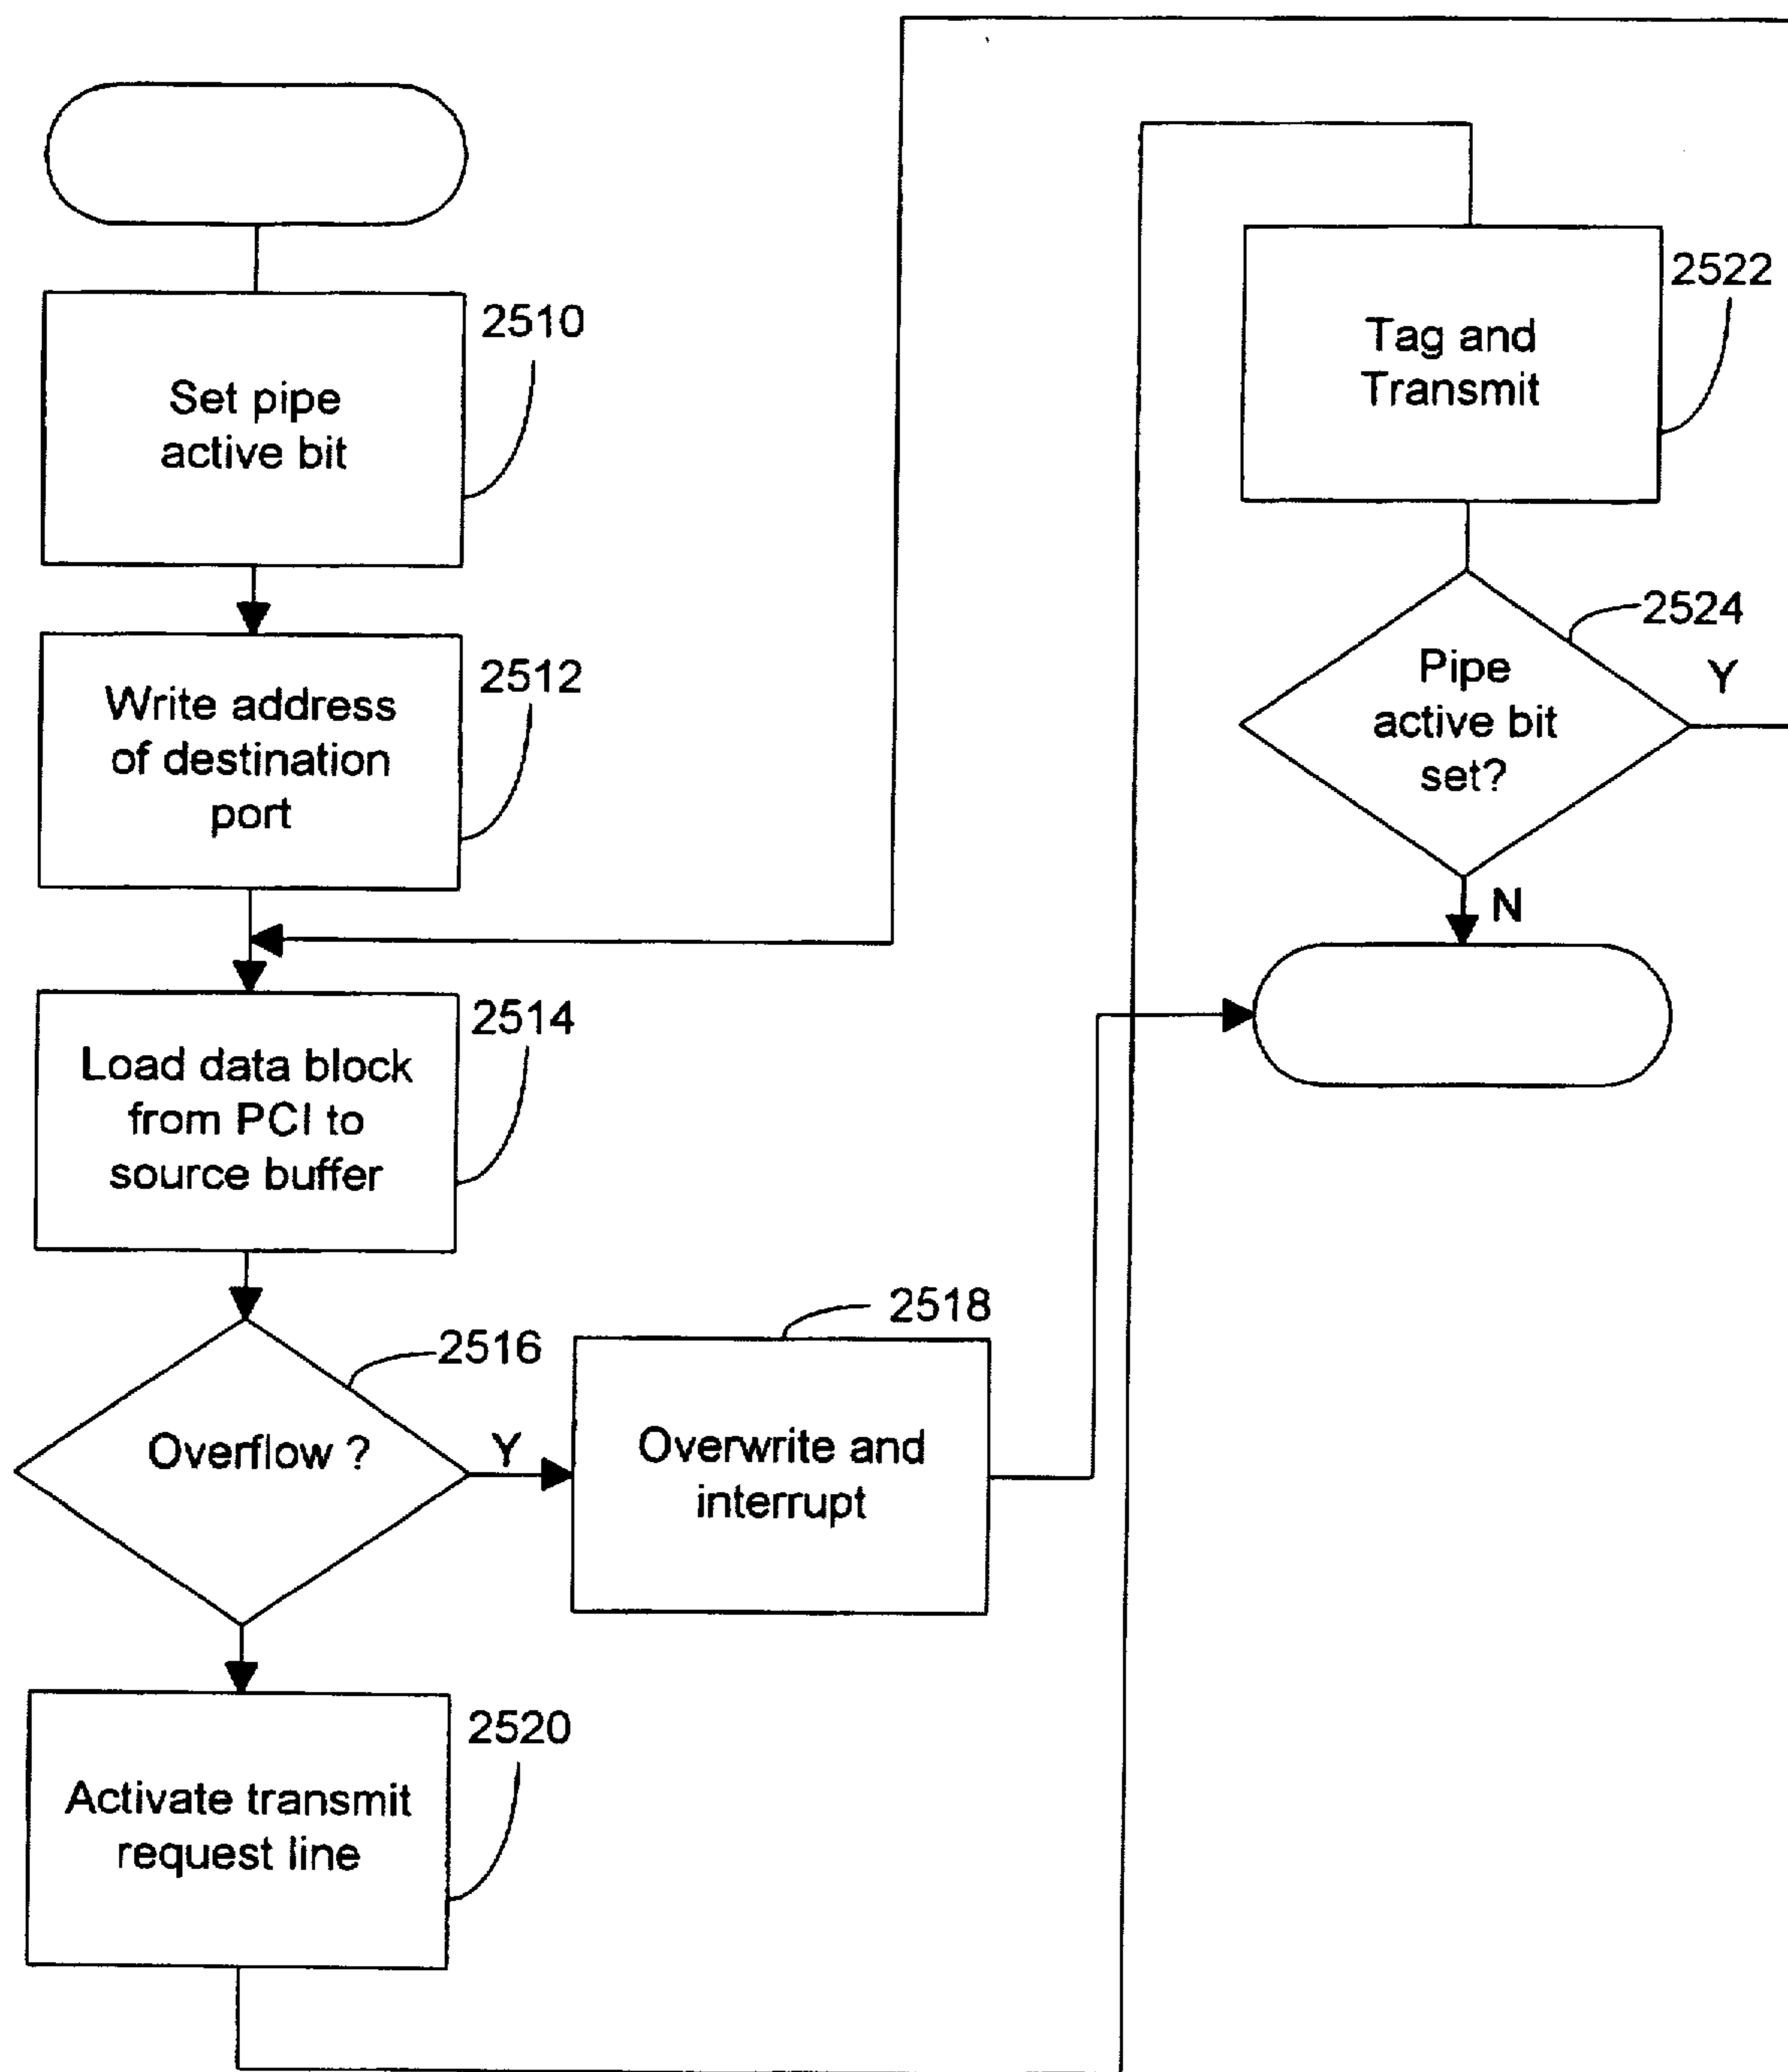 2510
Set pipe
active bit
2512
Write address
of destination
port
2514
Load data block
from PCI to
source buffer
2516
Overflow ?
Y
2518
Overwrite and
interrupt
2520
Activate transmit
request line
2522
Tag and
Transmit
2524
Pipe
active bit
set?
Y
N